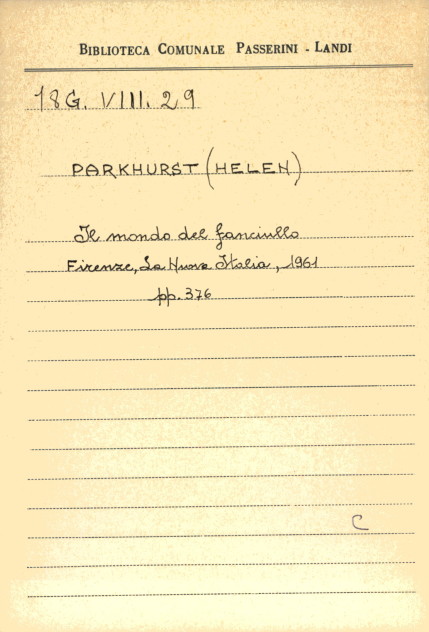 BIBLIOTECA COMUNALE PASSERINI - LANDI
18G. VIII. 29
PARKHURST (HELEN)
Il mondo del fanciullo
Firenze, La Nuova Italia, 1961
pp. 376
C